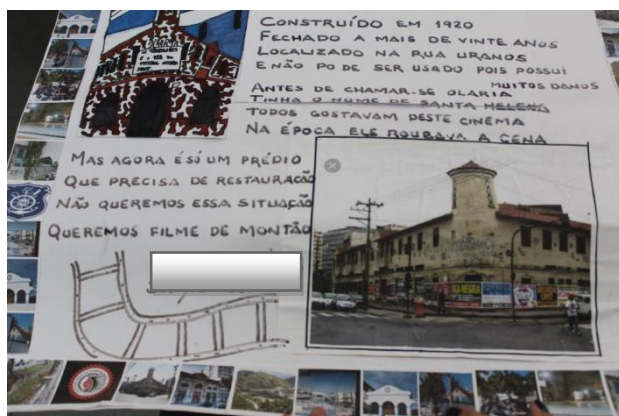 CONSTRUÍDO EM 1920
FECHADO A MAIS DE VINTE ANOS
LOCALIZADO NA RUA URANOS
E NÃO PO DE SER USADO POIS POSSUI
MUITOS DANOS
ANTES DE CHAMAR-SE OLARIA
TINHA O NOME DE SANTA HELENA
TODOS GOSTAVAM DESTE CINEMA
NA ÉPOCA ELE ROUBAVA A CENA
MAS AGORA É SÍ UM PRÉDIO
QUE PRECISA DE RESTAURAÇÃO
NÃO QUEREMOS ESSA SITUAÇÃO
QUEREMOS FILME DE MONTÃO
OLARIA